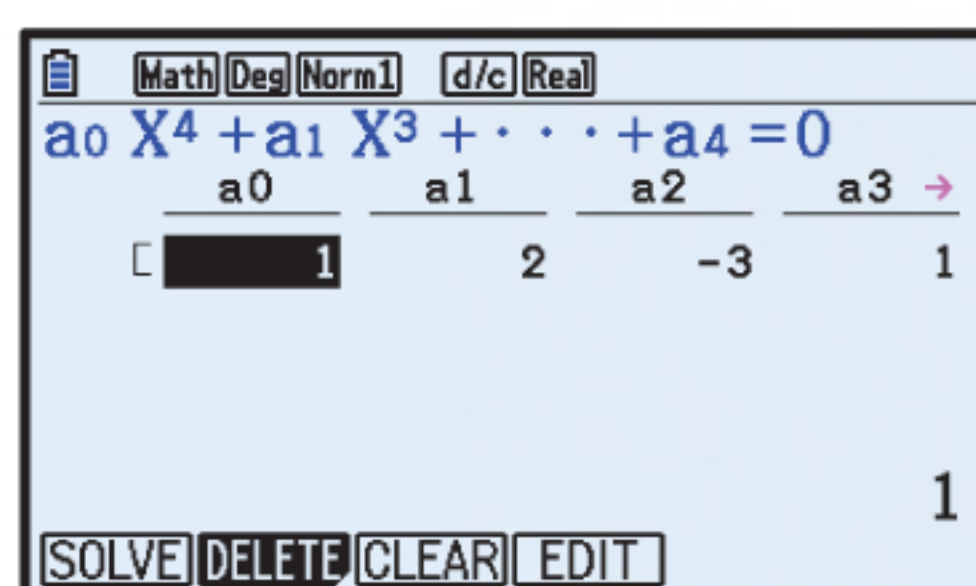 Math Deg Norm1 d/c Real
a₀ X⁴ +a₁ X³ +· · ·+a₄ =0
a0 a1 a2 a3 →
[ 1 2 -3 1
1
SOLVE DELETE CLEAR EDIT